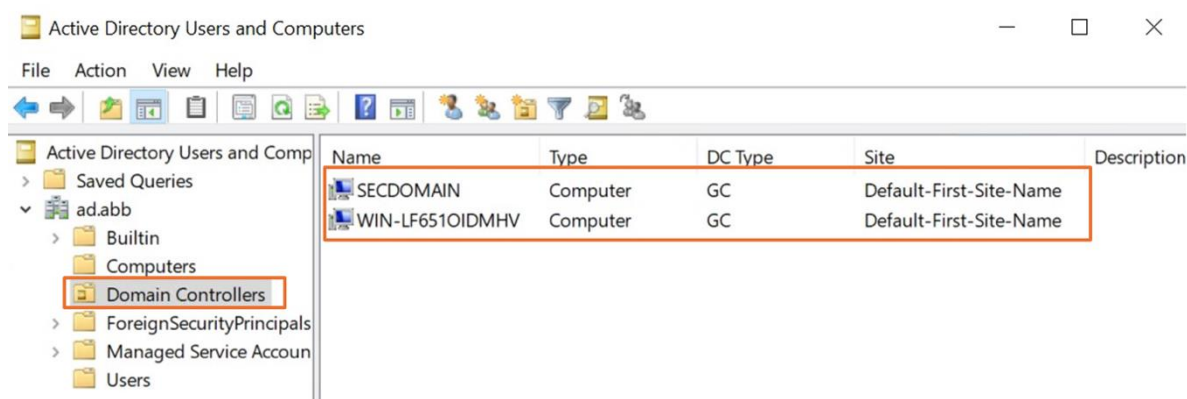 Active Directory Users and Computers
File Action View Help
Active Directory Users and Comp
Saved Queries
ad.abb
Builtin
Computers
Domain Controllers
ForeignSecurityPrincipals
Managed Service Accoun
Users
Name Type DC Type Site Description
SECDOMAIN Computer GC Default-First-Site-Name
WIN-LF651OIDMHV Computer GC Default-First-Site-Name